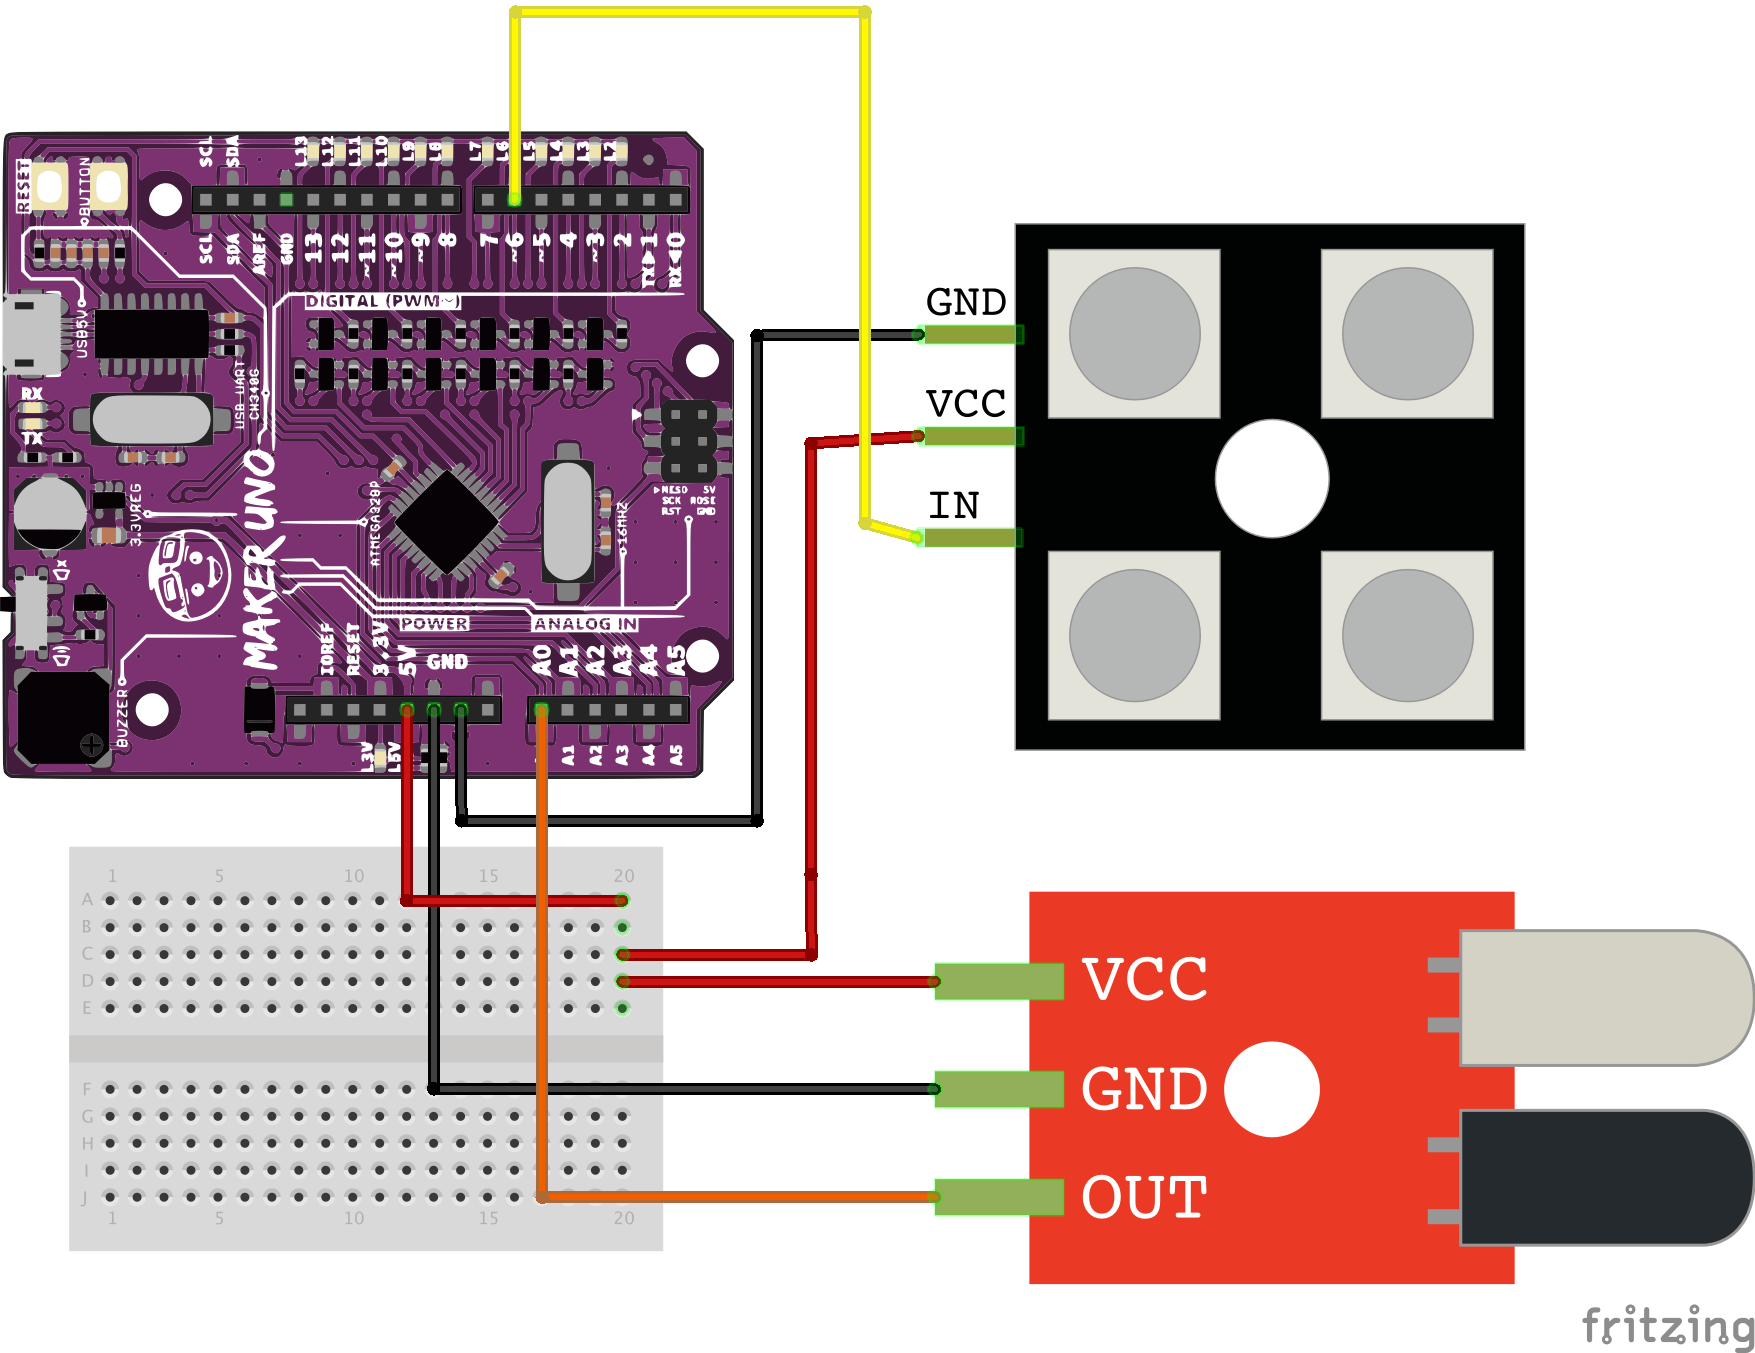 SCL
SDA
L13
L12
L11
L10
L9
L8
L7
L6
L5
L4
L3
L2
RESET
BUTTON
SCL
SDA
AREF
GND
13
12
~11
~10
~9
8
7
~6
~5
4
~3
2
TX▶1
RX◀0
DIGITAL (PWM~)
USB5V
USB UART
CH340G
RX
TX
3.3VREG
MAKER UNO
ATMEGA328p
16MHZ
▷MISO 5V
SCK MOSI
RST GND
POWER
ANALOG IN
IOREF
RESET
3.3V
5V
GND
A0
A1
A2
A3
A4
A5
BUZZER
L3V
L5V
A1
A2
A3
A4
A5
GND
VCC
IN
1 5 10 15 20
A
B
C
D
E
F
G
H
I
J
1 5 10 15 20
VCC
GND
OUT
fritzing